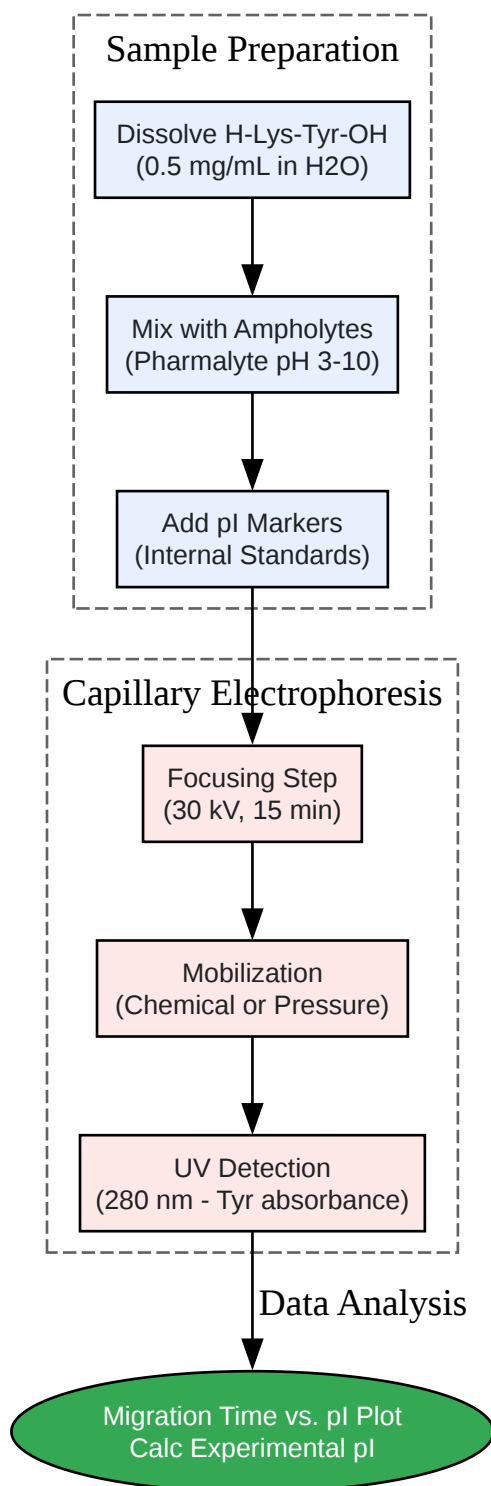 Sample Preparation
Dissolve H-Lys-Tyr-OH
(0.5 mg/mL in H2O)
Mix with Ampholytes
(Pharmalyte pH 3-10)
Add pI Markers
(Internal Standards)
Capillary Electrophoresis
Focusing Step
(30 kV, 15 min)
Mobilization
(Chemical or Pressure)
UV Detection
(280 nm - Tyr absorbance)
Data Analysis
Migration Time vs. pI Plot
Calc Experimental pI